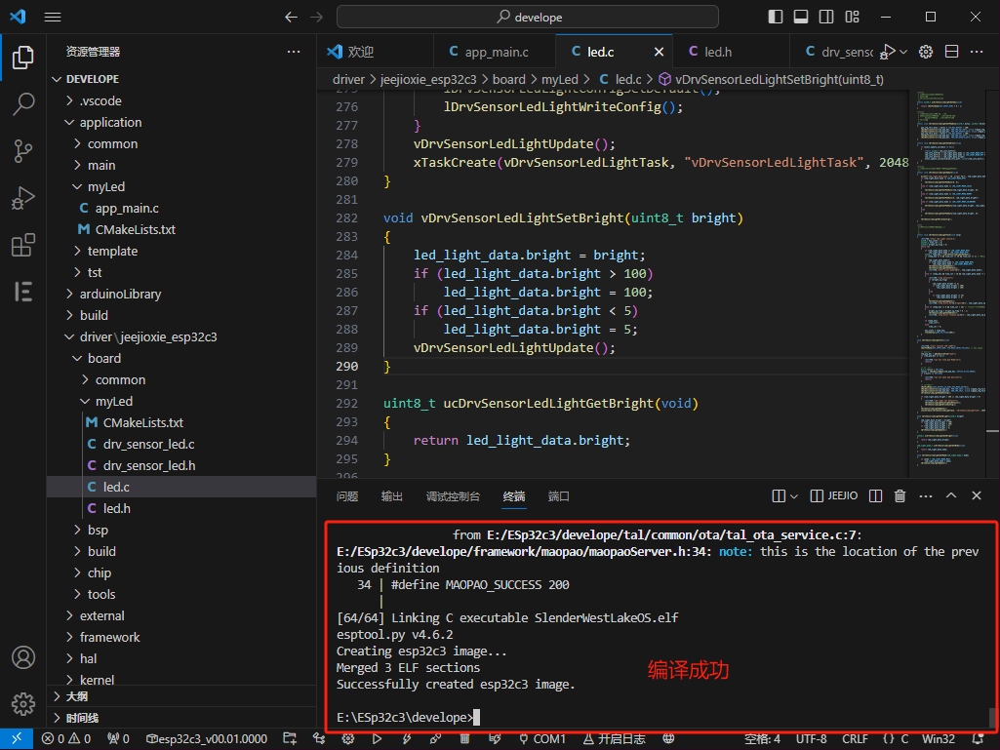 develope
资源管理器
DEVELOPE
.vscode
application
common
main
myLed
app_main.c
CMakeLists.txt
template
tst
arduinoLibrary
build
driver\jeejioxie_esp32c3
board
common
myLed
CMakeLists.txt
drv_sensor_led.c
drv_sensor_led.h
led.c
led.h
bsp
build
chip
tools
external
framework
hal
kernel
大纲
时间线
欢迎
app_main.c
led.c
led.h
drv_senso
driver > jeejioxie_esp32c3 > board > myLed > led.c > vDrvSensorLedLightSetBright(uint8_t)
275 lDrvSensorLedLightConfigSetDefault();
276 lDrvSensorLedLightWriteConfig();
277 }
278 vDrvSensorLedLightUpdate();
279 xTaskCreate(vDrvSensorLedLightTask, "vDrvSensorLedLightTask", 2048
280 }
281
282 void vDrvSensorLedLightSetBright(uint8_t bright)
283 {
284 led_light_data.bright = bright;
285 if (led_light_data.bright > 100)
286 led_light_data.bright = 100;
287 if (led_light_data.bright < 5)
288 led_light_data.bright = 5;
289 vDrvSensorLedLightUpdate();
290 }
291
292 uint8_t ucDrvSensorLedLightGetBright(void)
293 {
294 return led_light_data.bright;
295 }
296
问题 输出 调试控制台 终端 端口
JEEJIO
from E:/ESp32c3/develope/tal/common/ota/tal_ota_service.c:7:
E:/ESp32c3/develope/framework/maopao/maopaoServer.h:34: note: this is the location of the prev
ious definition
34 | #define MAOPAO_SUCCESS 200
|
[64/64] Linking C executable SlenderWestLakeOS.elf
esptool.py v4.6.2
Creating esp32c3 image...
Merged 3 ELF sections
Successfully created esp32c3 image.
编译成功
E:\ESp32c3\develope>
0 0 0 esp32c3_v00.01.0000 COM1 开启日志 空格: 4 UTF-8 CRLF {} C Win32